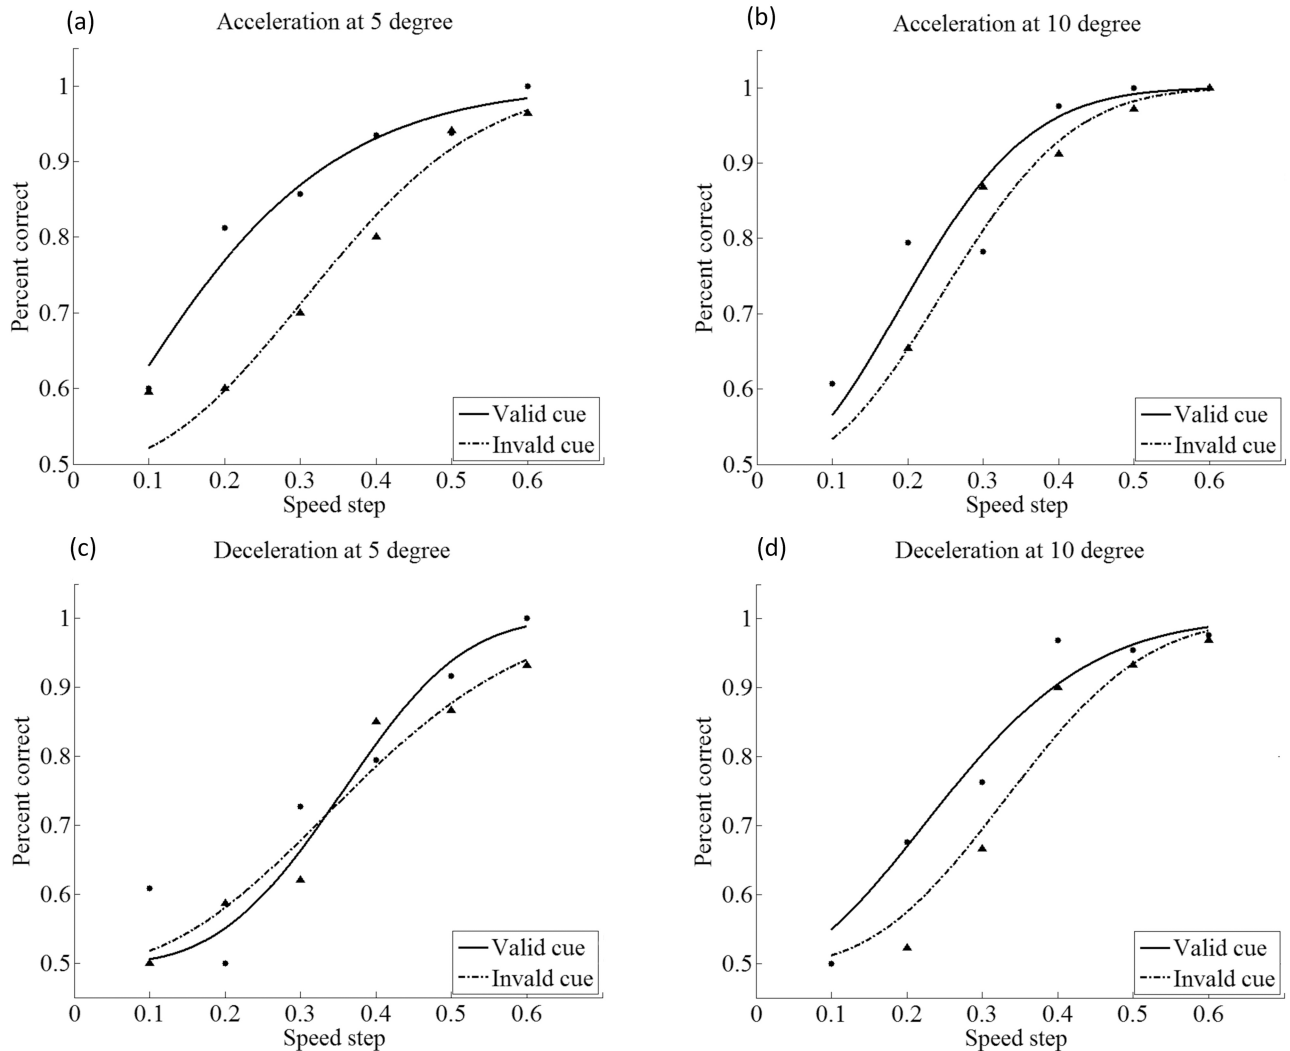 (a)
Acceleration at 5 degree
1
0.9
0.8
0.7
0.6
0.5
0
0.1
0.2
0.3
0.4
0.5
0.6
Percent correct
Speed step
Valid cue
Invald cue
(b)
Acceleration at 10 degree
1
0.9
0.8
0.7
0.6
0.5
0
0.1
0.2
0.3
0.4
0.5
0.6
Percent correct
Speed step
Valid cue
Invald cue
(c)
Deceleration at 5 degree
1
0.9
0.8
0.7
0.6
0.5
0
0.1
0.2
0.3
0.4
0.5
0.6
Percent correct
Speed step
Valid cue
Invald cue
(d)
Deceleration at 10 degree
1
0.9
0.8
0.7
0.6
0.5
0
0.1
0.2
0.3
0.4
0.5
0.6
Percent correct
Speed step
Valid cue
Invald cue